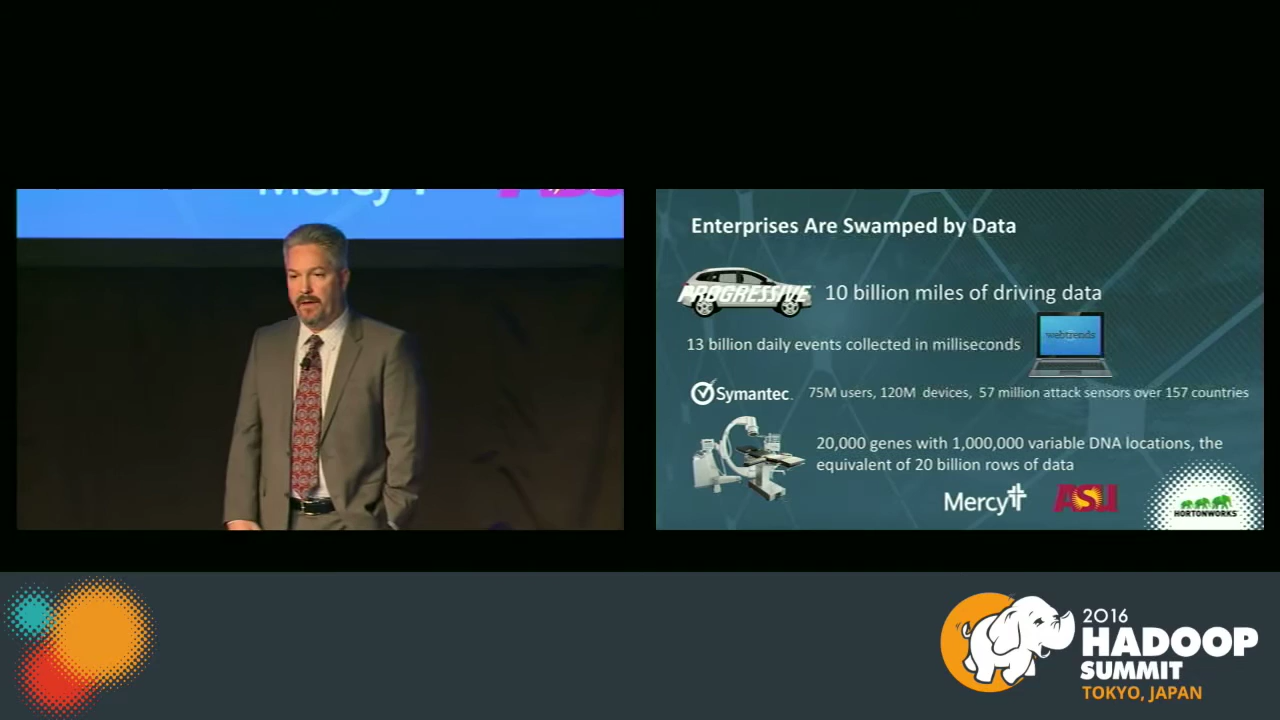 Mercy
Enterprises Are Swamped by Data
PROGRESSIVE
10 billion miles of driving data
13 billion daily events collected in milliseconds
webtrends
Symantec.
75M users, 120M devices, 57 million attack sensors over 157 countries
20,000 genes with 1,000,000 variable DNA locations, the
equivalent of 20 billion rows of data
Mercy
ASU
HORTONWORKS
2016
HADOOP
SUMMIT
TOKYO, JAPAN